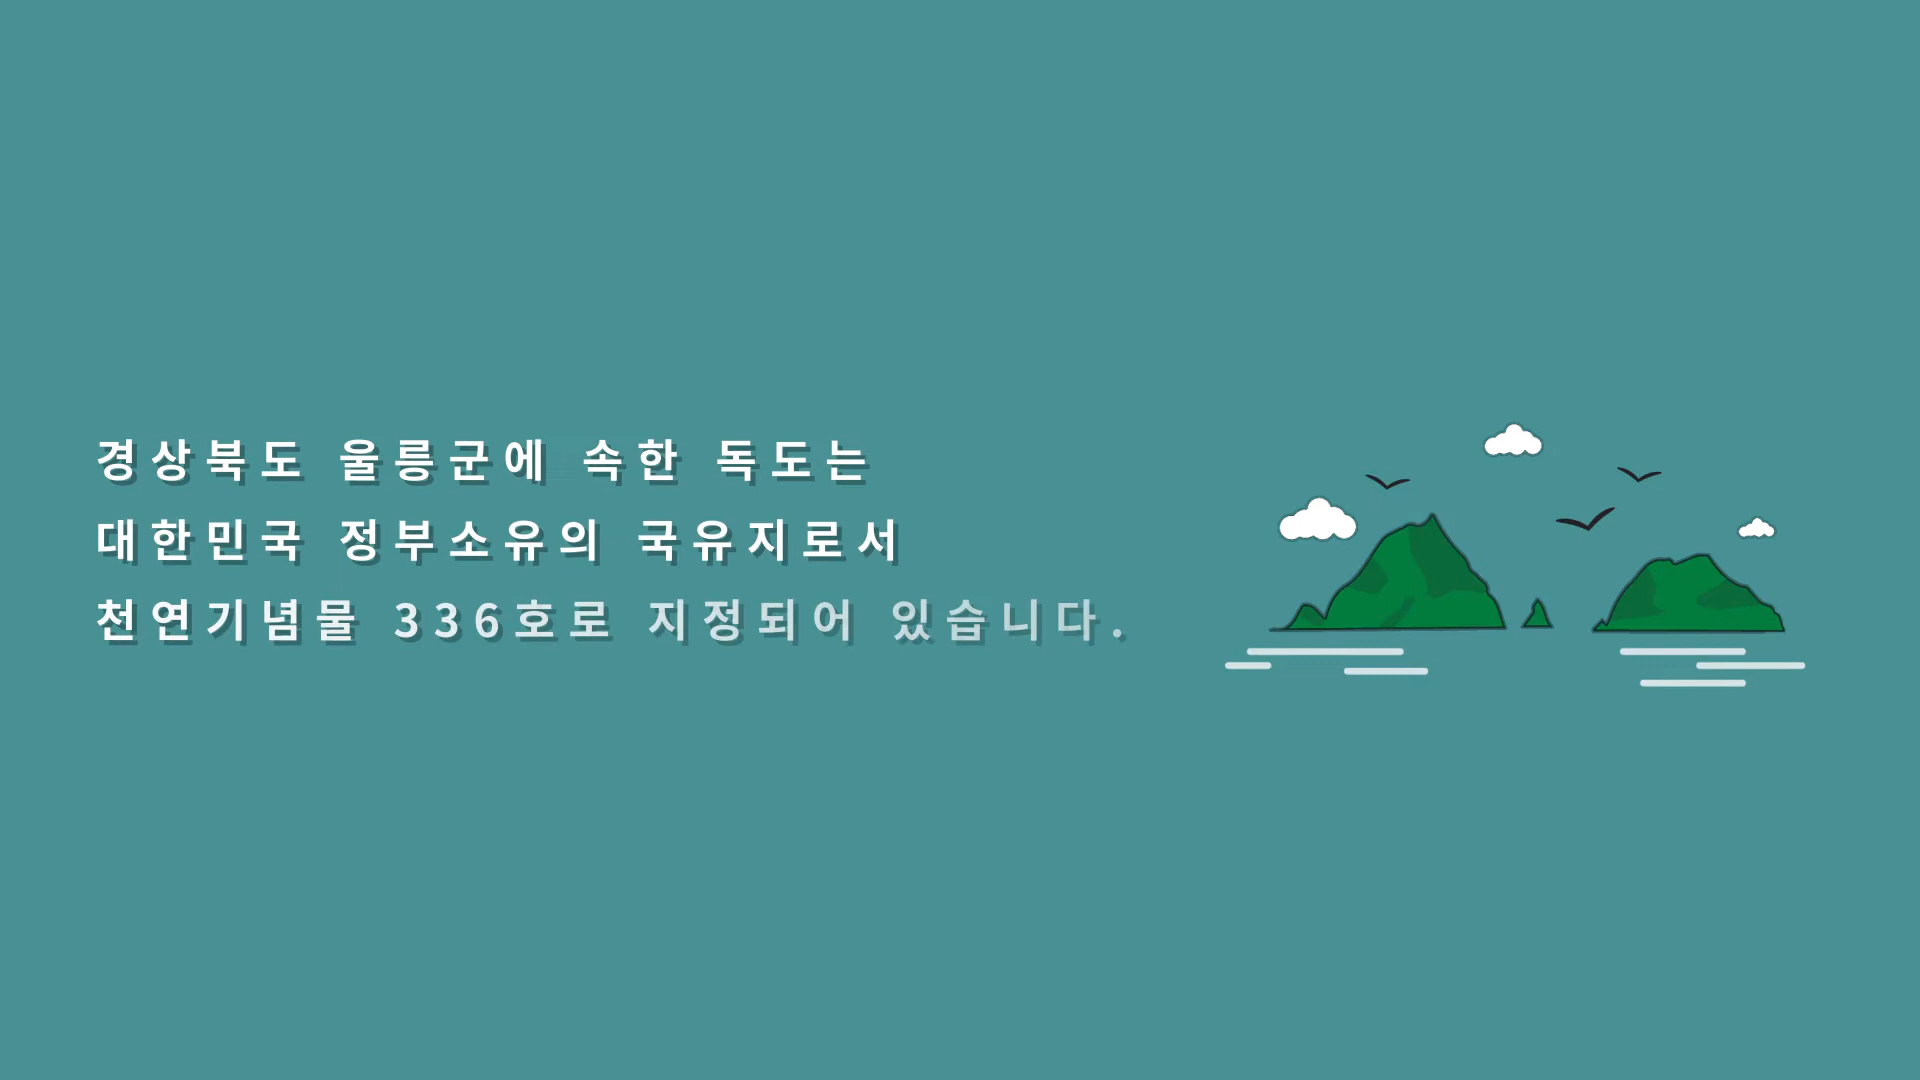 경상북도 울릉군에 속한 독도는
대한민국 정부소유의 국유지로서
천연기념물 336호로 지정되어 있습니다.